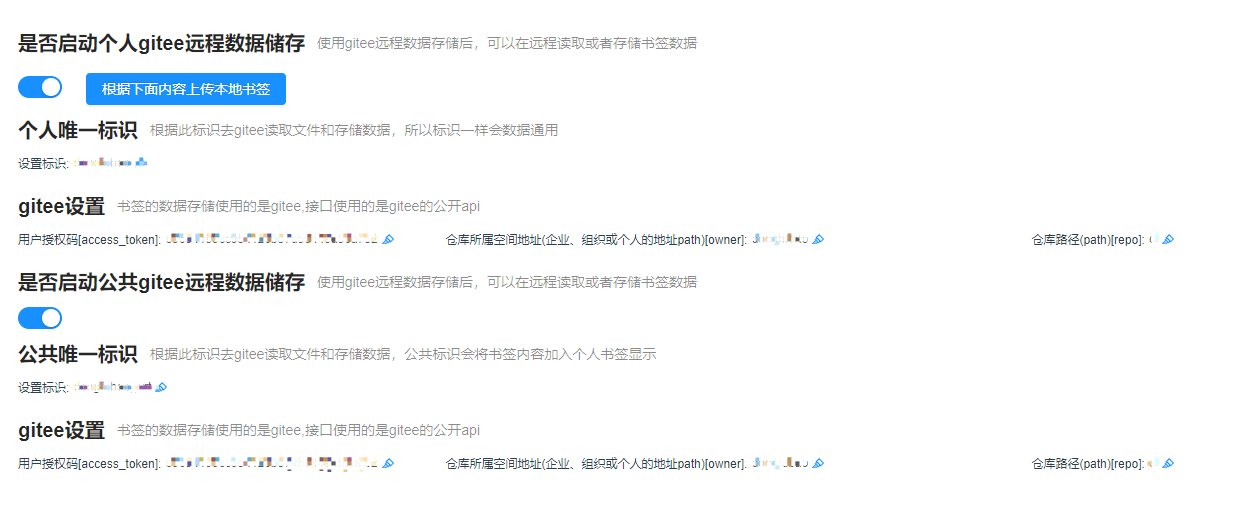 是否启动个人gitee远程数据储存 使用gitee远程数据存储后，可以在远程读取或者存储书签数据
根据下面内容上传本地书签
个人唯一标识 根据此标识去gitee读取文件和存储数据，所以标识一样会数据通用
设置标识:
gitee设置 书签的数据存储使用的是gitee,接口使用的是gitee的公开api
用户授权码[access_token]: 仓库所属空间地址(企业、组织或个人的地址path)[owner]: 仓库路径(path)[repo]:
是否启动公共gitee远程数据储存 使用gitee远程数据存储后，可以在远程读取或者存储书签数据
公共唯一标识 根据此标识去gitee读取文件和存储数据，公共标识会将书签内容加入个人书签显示
设置标识:
gitee设置 书签的数据存储使用的是gitee,接口使用的是gitee的公开api
用户授权码[access_token]: 仓库所属空间地址(企业、组织或个人的地址path)[owner]: 仓库路径(path)[repo]: